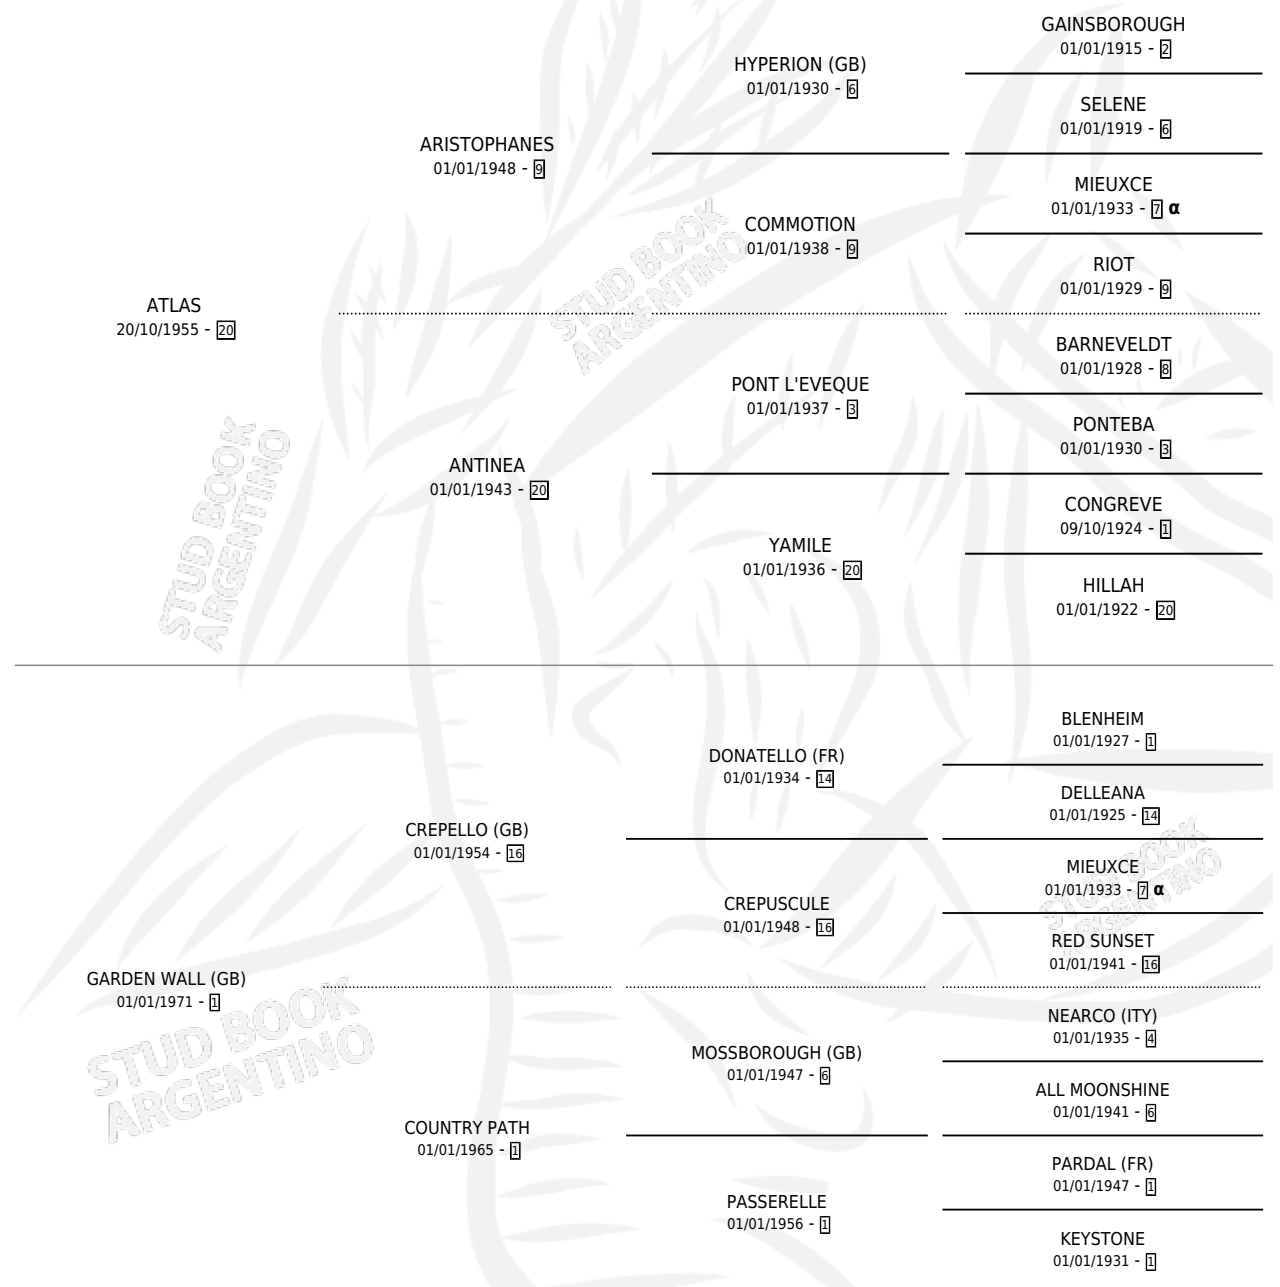 GAINSBOROUGH
01/01/1915 - 2
HYPERION (GB)
01/01/1930 - 6
SELENE
01/01/1919 - 6
ARISTOPHANES
01/01/1948 - 9
MIEUXCE
01/01/1933 - 7 α
COMMOTION
01/01/1938 - 9
RIOT
01/01/1929 - 9
ATLAS
20/10/1955 - 20
BARNEVELDT
01/01/1928 - 8
PONT L'EVEQUE
01/01/1937 - 3
PONTEBA
01/01/1930 - 3
ANTINEA
01/01/1943 - 20
CONGREVE
09/10/1924 - 1
YAMILE
01/01/1936 - 20
HILLAH
01/01/1922 - 20
BLENHEIM
01/01/1927 - 1
DONATELLO (FR)
01/01/1934 - 14
DELLEANA
01/01/1925 - 14
CREPELLO (GB)
01/01/1954 - 16
MIEUXCE
01/01/1933 - 7 α
CREPUSCULE
01/01/1948 - 16
RED SUNSET
01/01/1941 - 16
GARDEN WALL (GB)
01/01/1971 - 1
NEARCO (ITY)
01/01/1935 - 4
MOSSBOROUGH (GB)
01/01/1947 - 6
ALL MOONSHINE
01/01/1941 - 6
COUNTRY PATH
01/01/1965 - 1
PARDAL (FR)
01/01/1947 - 1
PASSERELLE
01/01/1956 - 1
KEYSTONE
01/01/1931 - 1
STUD BOOK
ARGENTINO
STUD BOOK
ARGENTINO
STUD BOOK
ARGENTINO
STUD BOOK
ARGENTINO